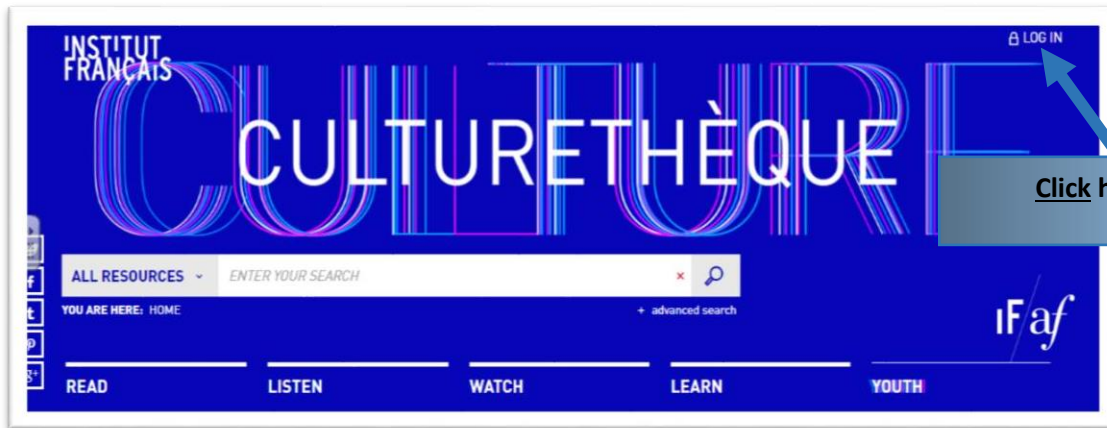 INSTITUT
FRANÇAIS
LOG IN
CULTURE
CULTURETHÈQUE
Click h
ALL RESOURCES
ENTER YOUR SEARCH
×
YOU ARE HERE: HOME
+ advanced search
IF/af
READ
LISTEN
WATCH
LEARN
YOUTH
f
t
p
g+